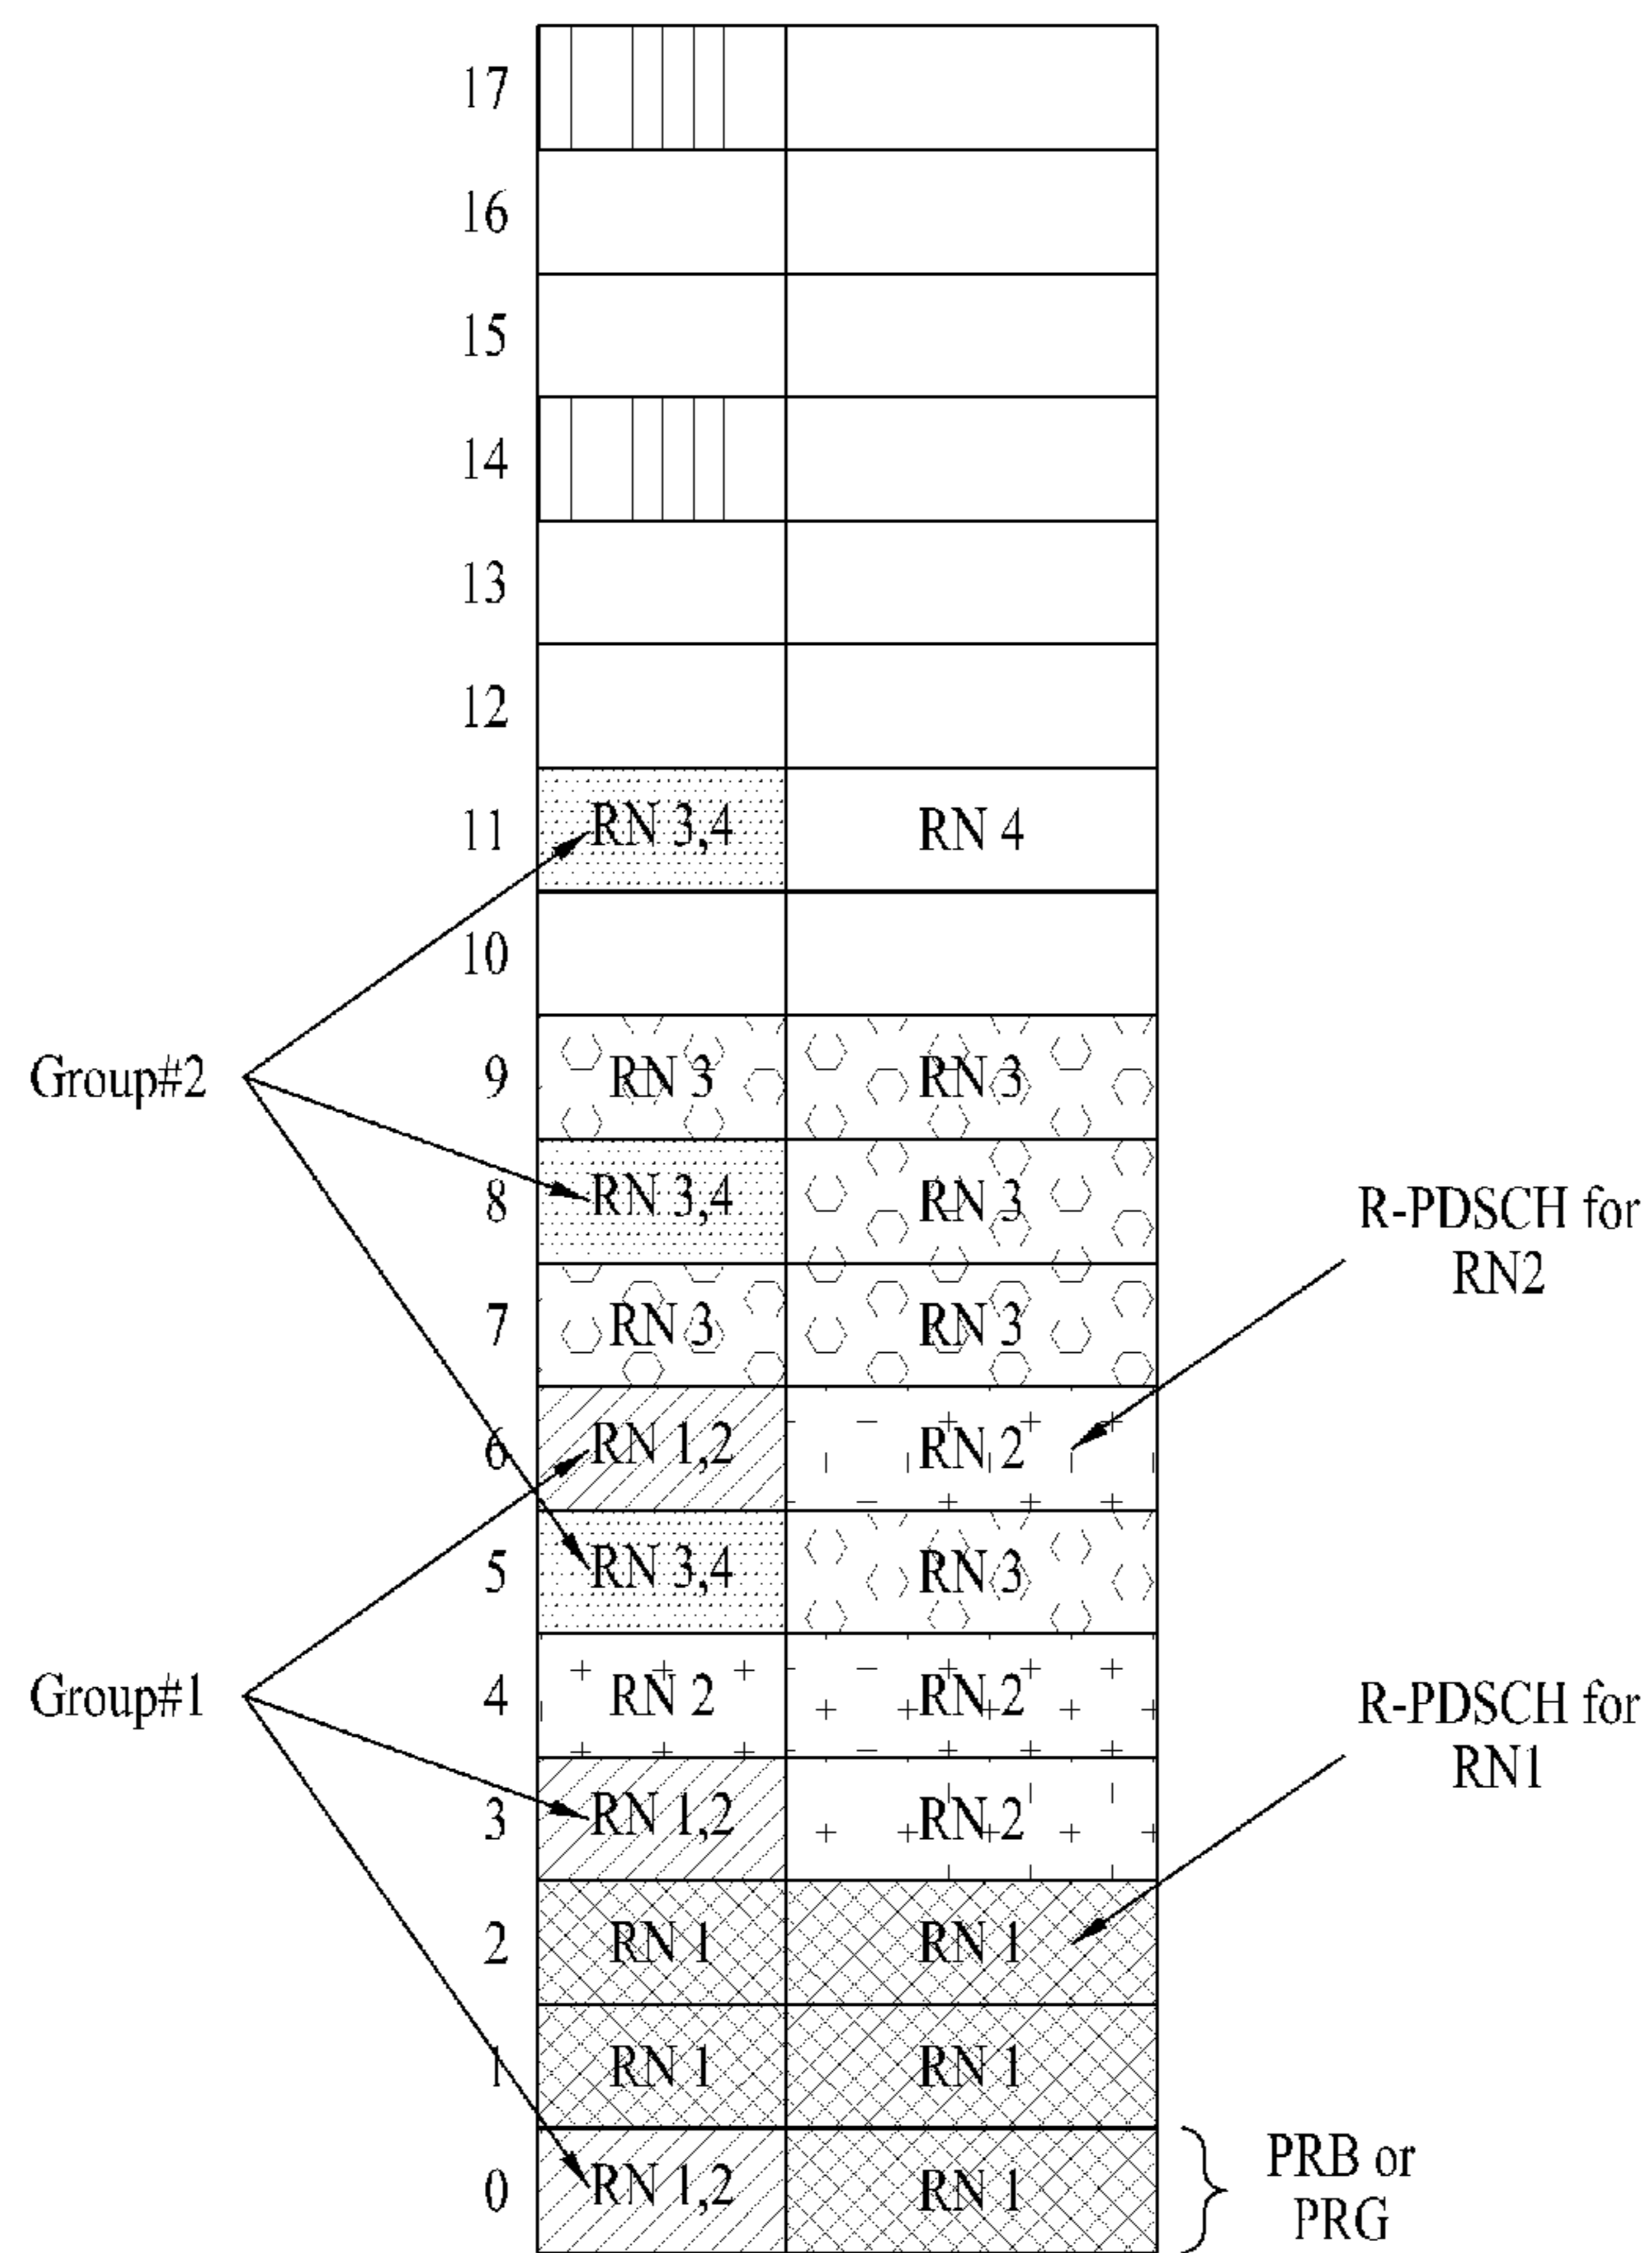 17
16
15
14
13
12
11 RN 3,4 RN 4
10
Group#2
9 RN 3 RN 3
8 RN 3,4 RN 3
R-PDSCH for
RN2
7 RN 3 RN 3
6 RN 1,2 RN 2
5 RN 3,4 RN 3
Group#1
4 RN 2 RN 2
R-PDSCH for
RN1
3 RN 1,2 RN 2
2 RN 1 RN 1
1 RN 1 RN 1
0 RN 1,2 RN 1
PRB or
PRG